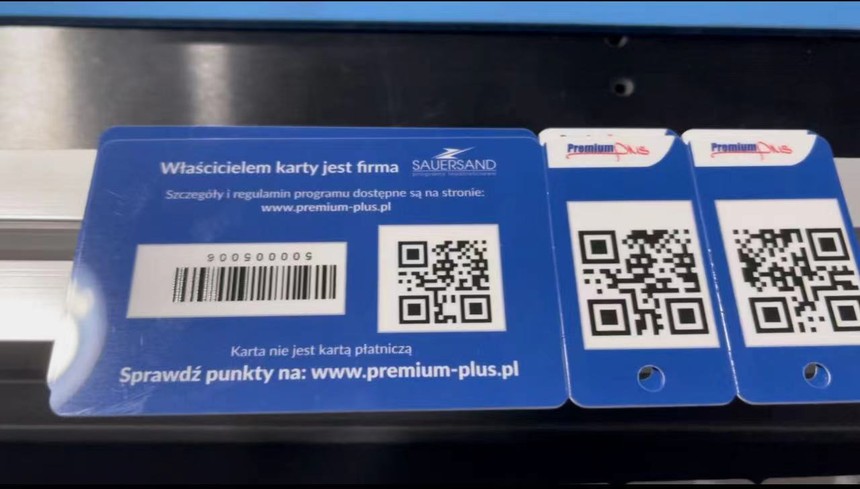 Właścicielem karty jest firma SAUERSAND
Szczegóły i regulamin programu dostępne są na stronie:
www.premium-plus.pl
Karta nie jest kartą płatniczą
Sprawdź punkty na: www.premium-plus.pl
Premium plus
Premium plus